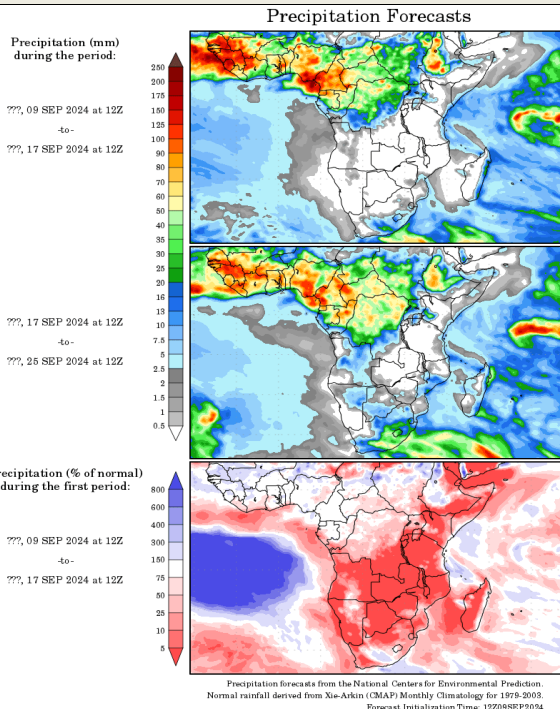 Precipitation Forecasts
Precipitation (mm)
during the period:
250
200
175
150
125
100
90
80
70
60
50
40
35
30
25
20
16
13
10
7.5
5
2.5
2
1.5
1
0.5
???, 09 SEP 2024 at 12Z
-to-
???, 17 SEP 2024 at 12Z
???, 17 SEP 2024 at 12Z
-to-
???, 25 SEP 2024 at 12Z
recipitation (% of normal)
during the first period:
800
600
400
300
150
75
50
25
10
5
???, 09 SEP 2024 at 12Z
-to-
???, 17 SEP 2024 at 12Z
Precipitation forecasts from the National Centers for Environmental Prediction.
Normal rainfall derived from Xie-Arkin (CMAP) Monthly Climatology for 1979-2003.
Forecast Initialization Time: 12Z09SEP2024